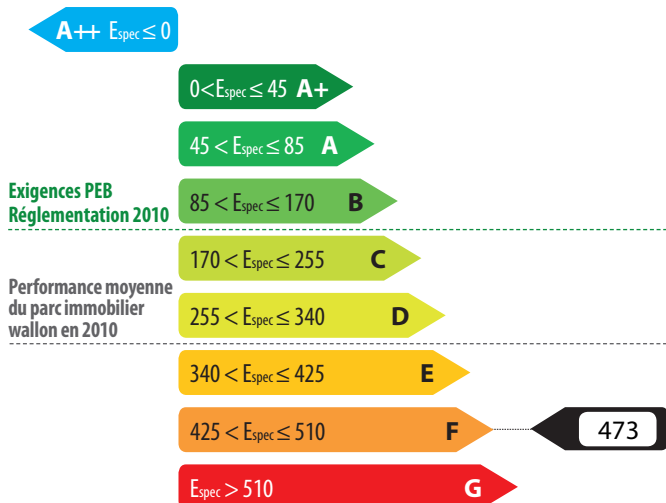 A++ Espec ≤ 0
0<Espec ≤ 45 A+
45 < Espec ≤ 85 A
Exigences PEB
Réglementation 2010
85 < Espec ≤ 170 B
170 < Espec ≤ 255 C
Performance moyenne
du parc immobilier
wallon en 2010
255 < Espec ≤ 340 D
340 < Espec ≤ 425 E
425 < Espec ≤ 510 F
473
Espec > 510 G